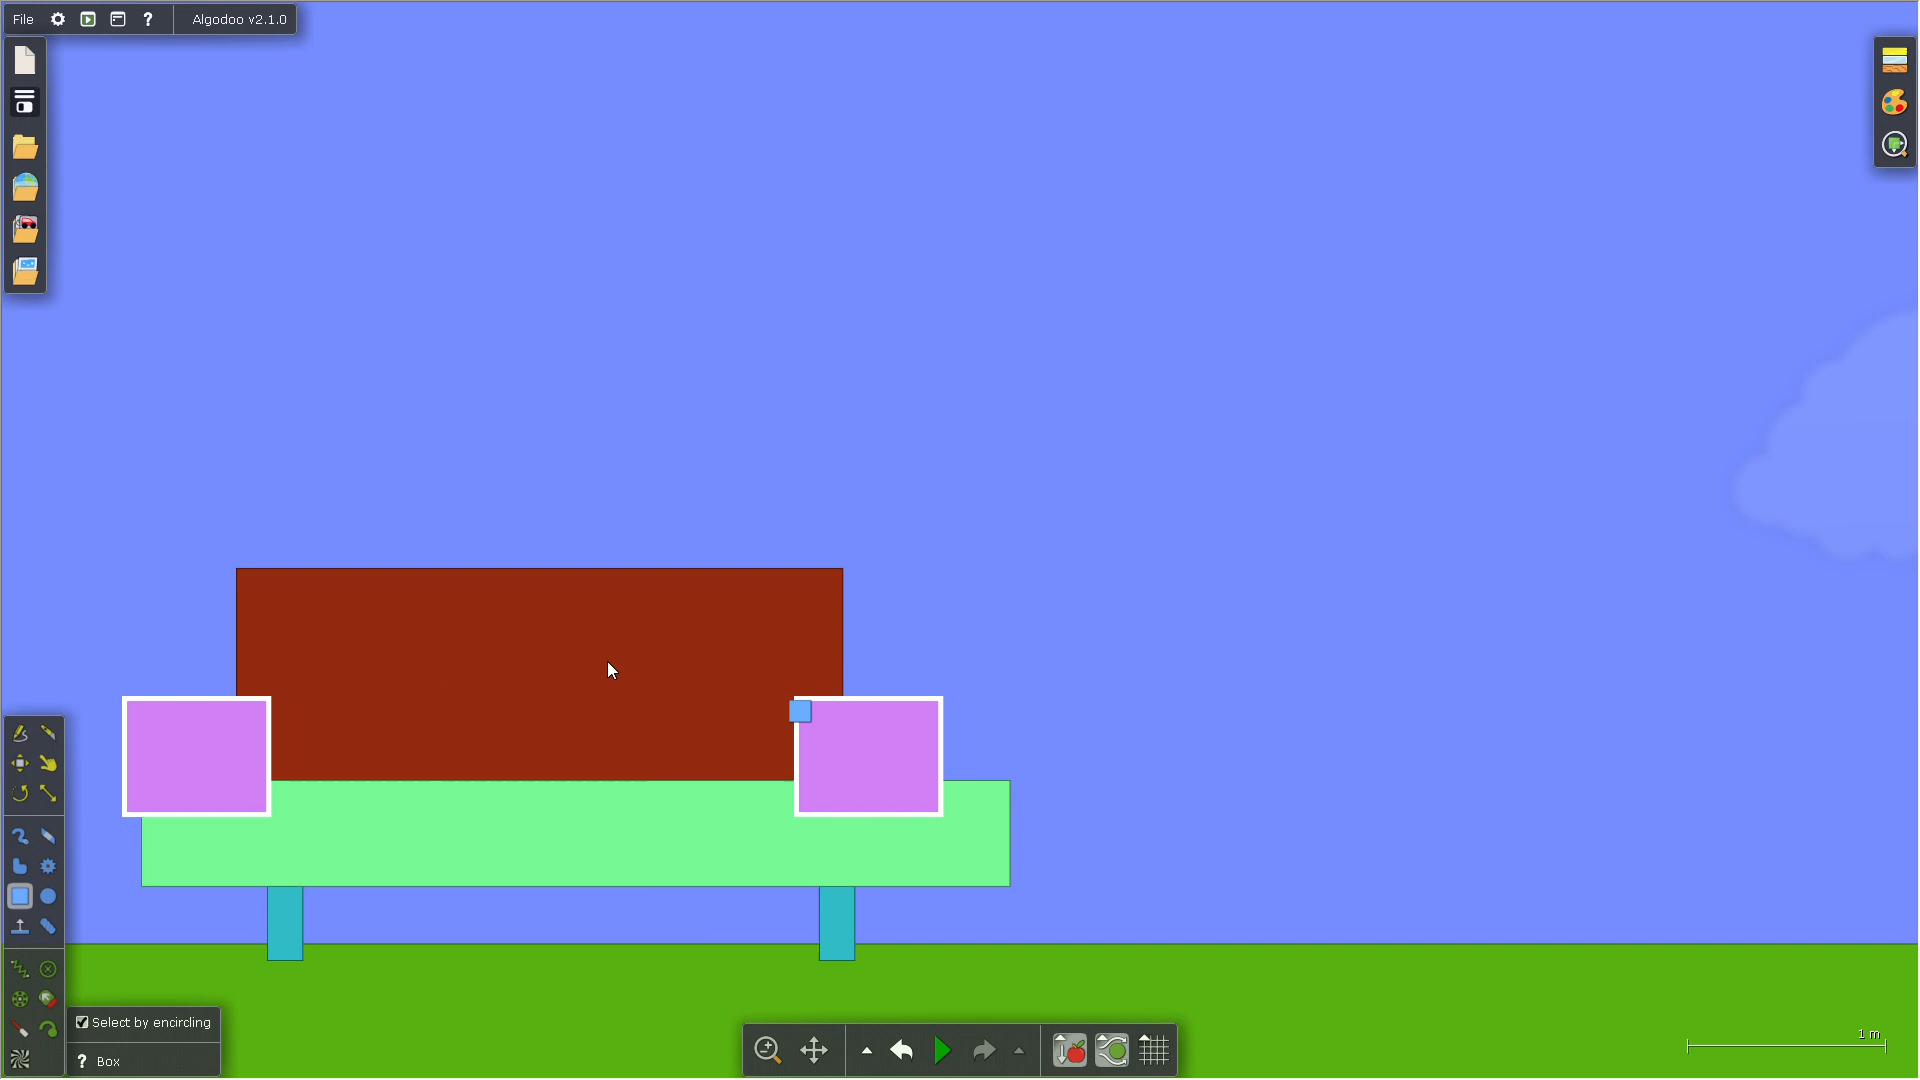 File ? Algodoo v2.1.0
Select by encircling
? Box
1 m